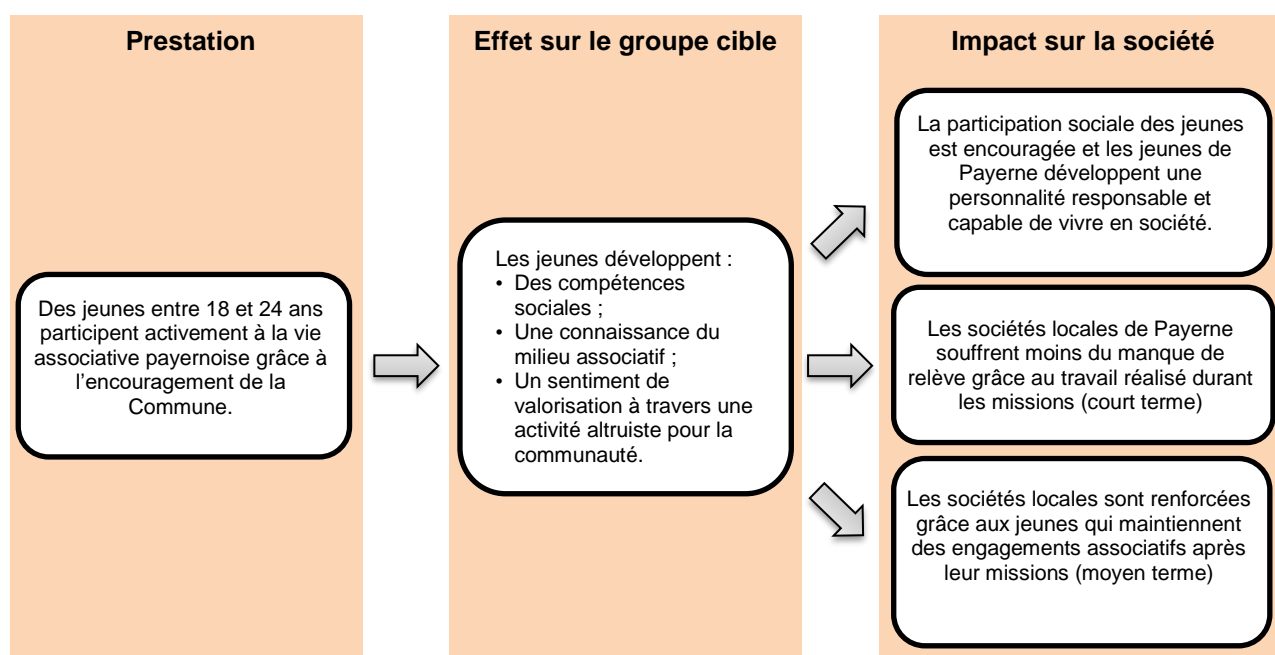 Prestation
Des jeunes entre 18 et 24 ans
participent activement à la vie
associative payernoise grâce à
l'encouragement de la
Commune.
Effet sur le groupe cible
Les jeunes développent :
• Des compétences
sociales ;
• Une connaissance du
milieu associatif ;
• Un sentiment de
valorisation à travers une
activité altruiste pour la
communauté.
Impact sur la société
La participation sociale des jeunes
est encouragée et les jeunes de
Payerne développent une
personnalité responsable et
capable de vivre en société.
Les sociétés locales de Payerne
souffrent moins du manque de
relève grâce au travail réalisé durant
les missions (court terme)
Les sociétés locales sont renforcées
grâce aux jeunes qui maintiennent
des engagements associatifs après
leur missions (moyen terme)